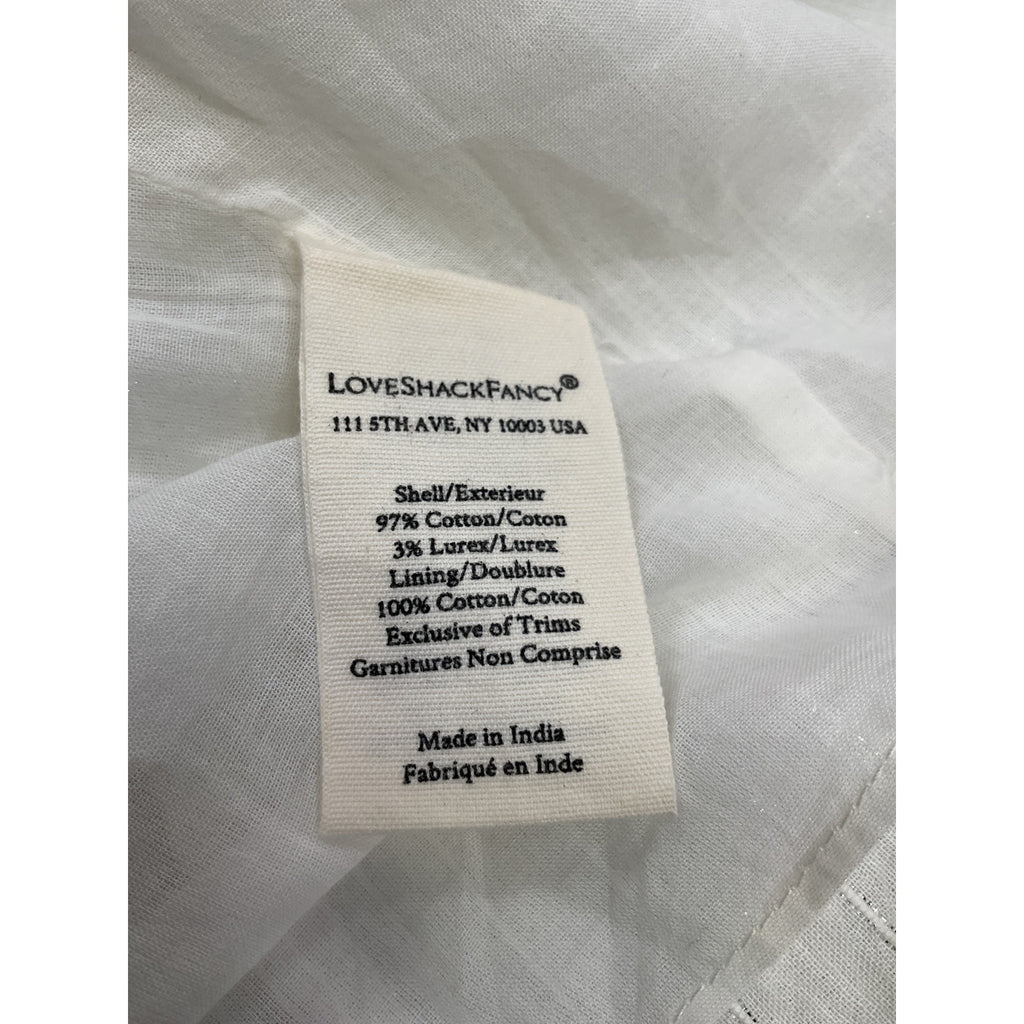 LOVESHACKFANCY®
111 5TH AVE, NY 10003 USA
Shell/Exterieur
97% Cotton/Coton
3% Lurex/Lurex
Lining/Doublure
100% Cotton/Coton
Exclusive of Trims
Garnitures Non Comprise
Made in India
Fabriqué en Inde